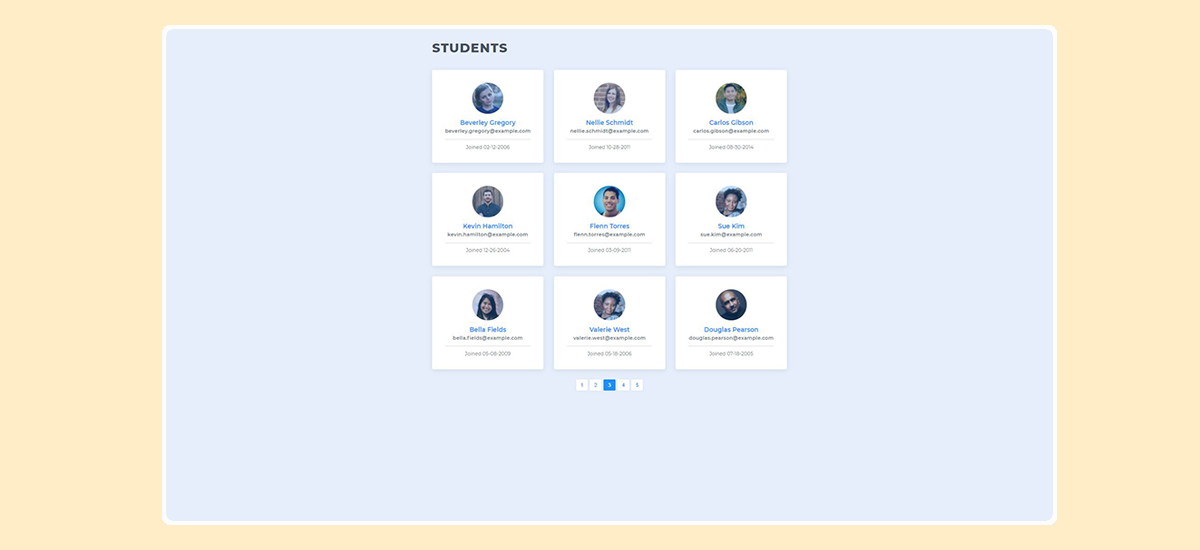 STUDENTS
Beverley Gregory
beverley.gregory@example.com
Joined 02-12-2006
Nellie Schmidt
nellie.schmidt@example.com
Joined 10-28-2011
Carlos Gibson
carlos.gibson@example.com
Joined 08-30-2014
Kevin Hamilton
kevin.hamilton@example.com
Joined 12-26-2004
Flenn Torres
flenn.torres@example.com
Joined 03-09-2011
Sue Kim
sue.kim@example.com
Joined 06-20-2011
Bella Fields
bella.fields@example.com
Joined 05-08-2009
Valerie West
valerie.west@example.com
Joined 05-18-2006
Douglas Pearson
douglas.pearson@example.com
Joined 07-18-2005
1 2 3 4 5